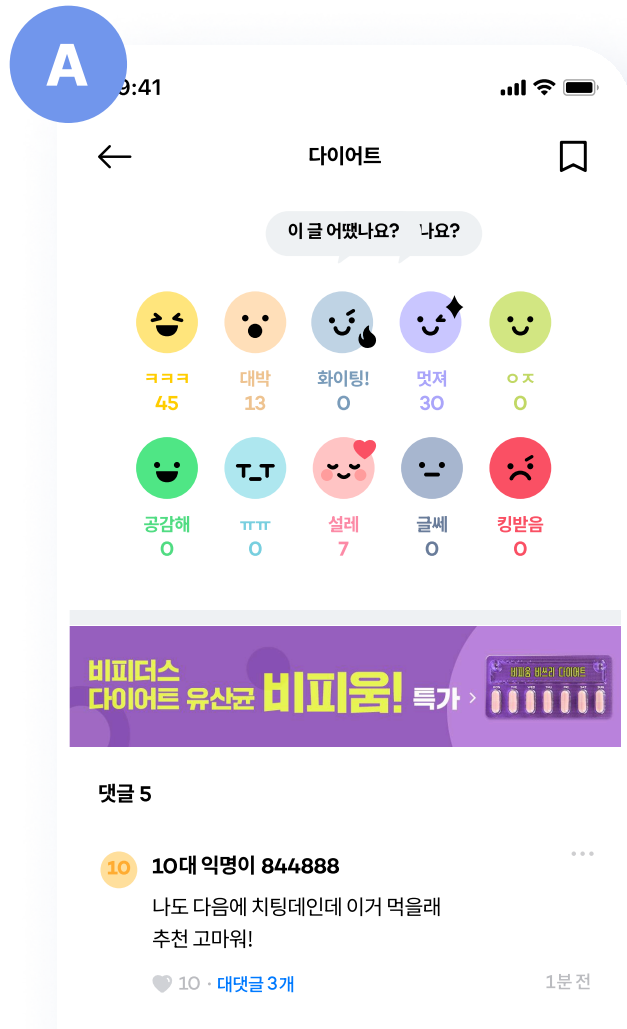 A
9:41
다이어트
이 글 어땠나요? 나요?
ㅋㅋㅋ 대박 화이팅! 멋져 ㅇㅈ
45 13 0 30 0
공감해 ㅠㅠ 설레 글쎄 킹받음
0 0 7 0 0
비피더스
다이어트 유산균 비피움! 특가 >
비피움 비쓰리 다이어트
댓글 5
10 10대 익명이 844888
나도 다음에 치팅데인데 이거 먹을래
추천 고마워!
10 · 대댓글 3개 1분 전